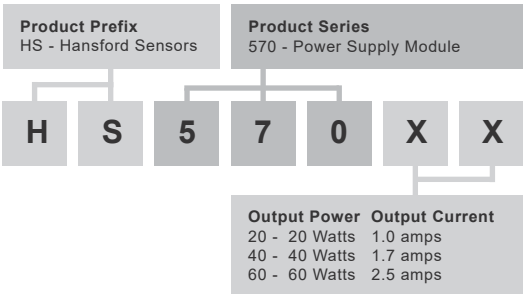 Product Prefix
HS - Hansford Sensors
Product Series
570 - Power Supply Module
H S 5 7 0 X X
Output Power Output Current
20 - 20 Watts 1.0 amps
40 - 40 Watts 1.7 amps
60 - 60 Watts 2.5 amps